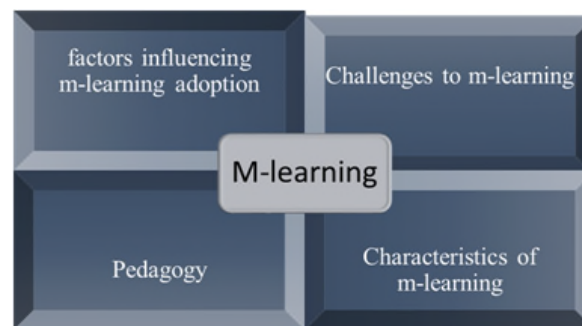 factors influencing
m-learning adoption
Challenges to m-learning
M-learning
Pedagogy
Characteristics of
m-learning